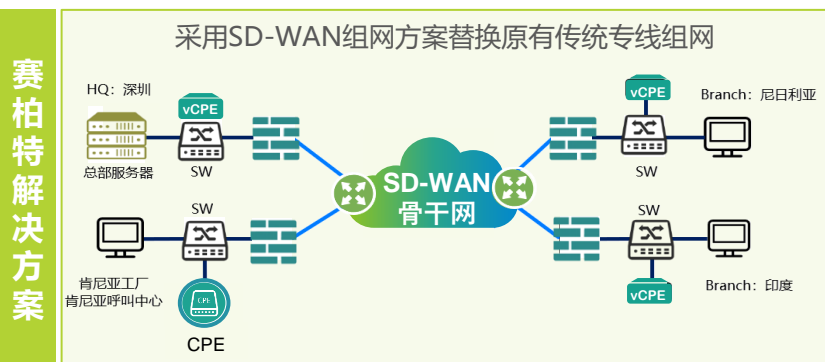 赛柏特解决方案
采用SD-WAN组网方案替换原有传统专线组网
HQ：深圳
vCPE
总部服务器
SW
SW
肯尼亚工厂
肯尼亚呼叫中心
CPE
CPE
SD-WAN
骨干网
vCPE
Branch：尼日利亚
SW
SW
vCPE
Branch：印度